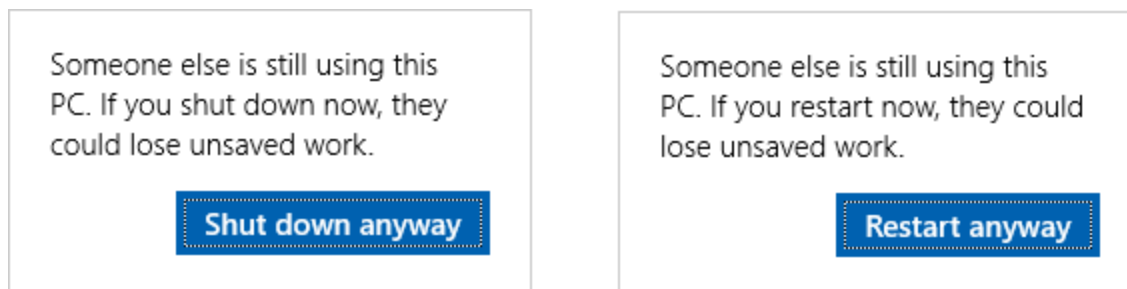 Someone else is still using this
PC. If you shut down now, they
could lose unsaved work.
Shut down anyway
Someone else is still using this
PC. If you restart now, they could
lose unsaved work.
Restart anyway